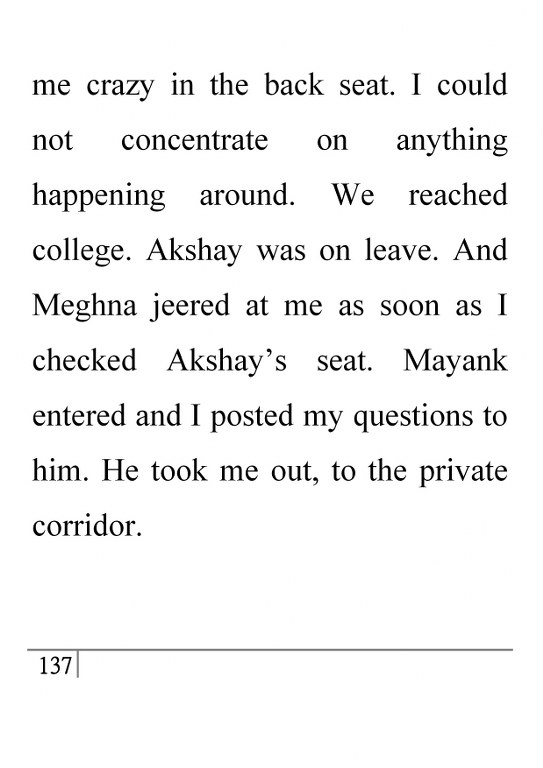 me crazy in the back seat. I could
not concentrate on anything
happening around. We reached
college. Akshay was on leave. And
Meghna jeered at me as soon as I
checked Akshay’s seat. Mayank
entered and I posted my questions to
him. He took me out, to the private
corridor.
137